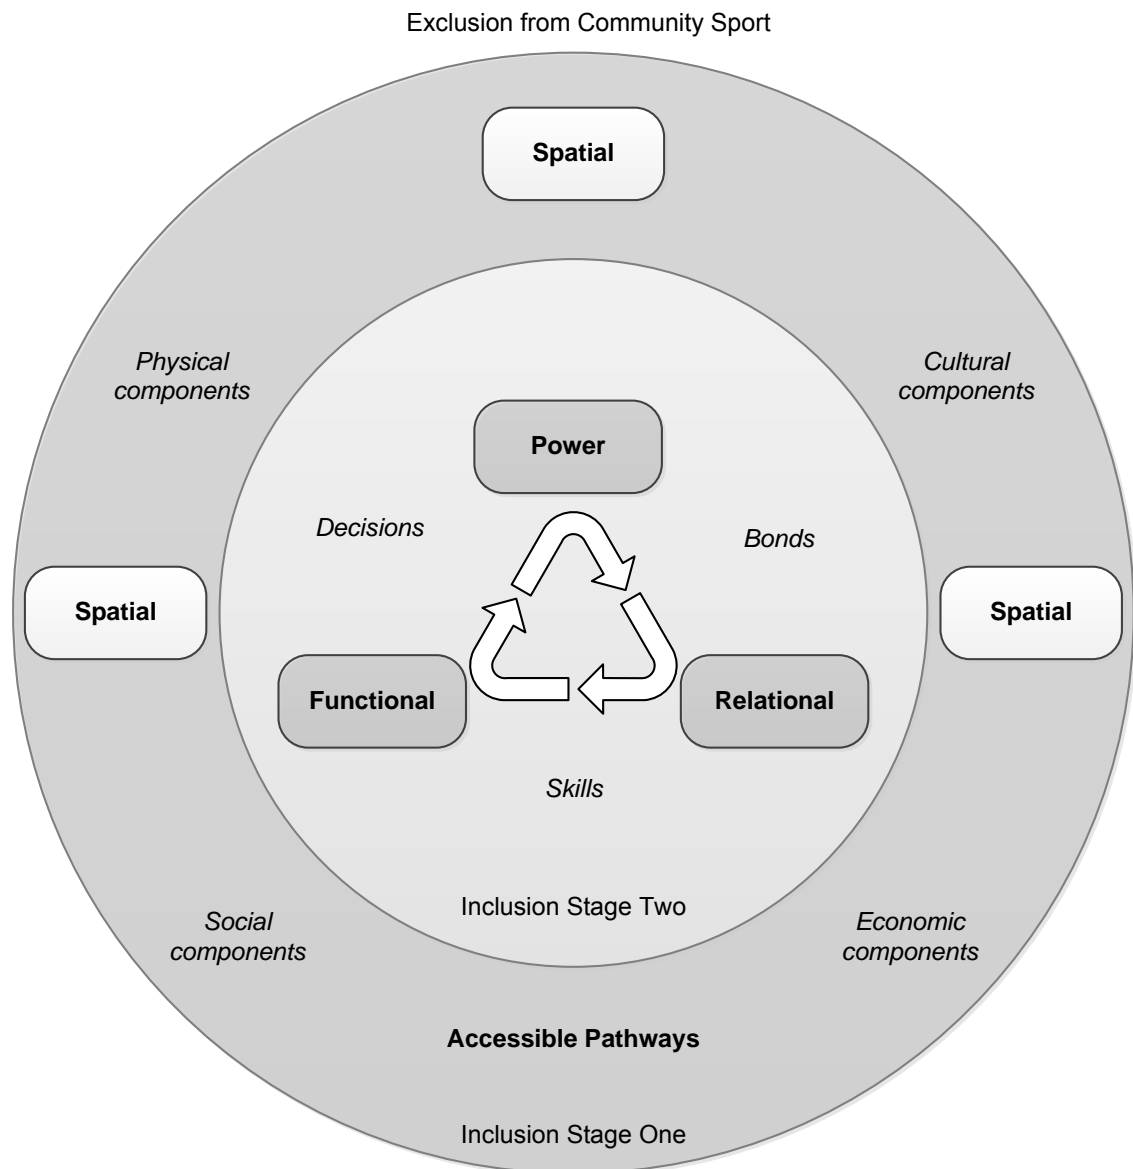 Exclusion from Community Sport
Spatial
Physical
components
Cultural
components
Power
Decisions
Bonds
Spatial
Spatial
Functional
Relational
Skills
Inclusion Stage Two
Social
components
Economic
components
Accessible Pathways
Inclusion Stage One